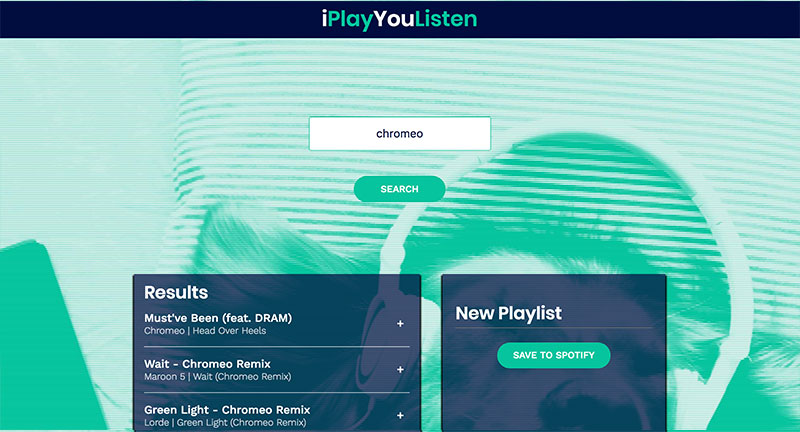 iPlayYouListen
chromeo
SEARCH
Results
Must've Been (feat. DRAM)
Chromeo | Head Over Heels
+
Wait - Chromeo Remix
Maroon 5 | Wait (Chromeo Remix)
+
Green Light - Chromeo Remix
Lorde | Green Light (Chromeo Remix)
+
New Playlist
SAVE TO SPOTIFY